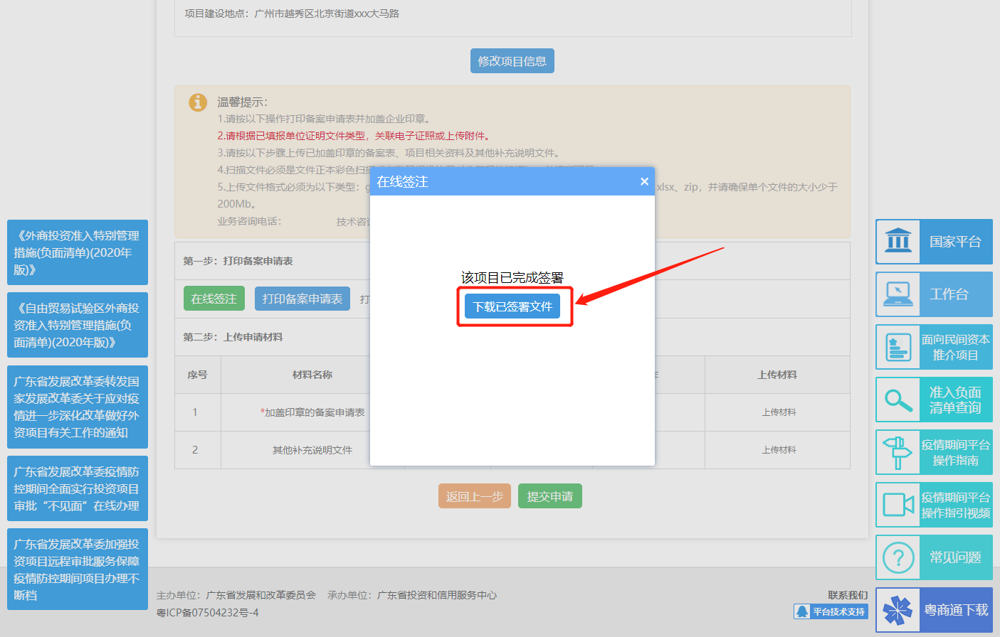 项目建设地点：广州市越秀区北京街道xxx大马路
修改项目信息
温馨提示：
1.请按以下操作打印备案申请表并加盖企业印章。
2.请根据已填报单位证明文件类型，关联电子证照或上传附件。
3.请按以下步骤上传已加盖印章的备案表、项目相关资料及其他补充说明文件。
4.扫描文件必须是文件正本彩色扫
5.上传文件格式必须为以下类型：g
xlsx、zip，并请确保单个文件的大小少于
200Mb。
业务咨询电话：
技术咨
在线签注 ×
该项目已完成签署
下载已签署文件
第一步：打印备案申请表
在线签注
打印备案申请表
打
第二步：上传申请材料
序号 材料名称 上传材料
1 *加盖印章的备案申请表 上传材料
2 其他补充说明文件 上传材料
返回上一步
提交申请
《外商投资准入特别管理
措施(负面清单)(2020年
版)》
《自由贸易试验区外商投
资准入特别管理措施(负
面清单)(2020年版)》
广东省发展改革委转发国
家发展改革委关于应对疫
情进一步深化改革做好外
资项目有关工作的通知
广东省发展改革委疫情防
控期间全面实行投资项目
审批“不见面”在线办理
广东省发展改革委加强投
资项目远程审批服务保障
疫情防控期间项目办理不
断档
国家平台
工作台
面向民间资本
推介项目
准入负面
清单查询
疫情期间平台
操作指南
疫情期间平台
操作指引视频
常见问题
粤商通下载
主办单位：广东省发展和改革委员会 承办单位：广东省投资和信用服务中心
粤ICP备07504232号-4
联系我们
平台技术支持